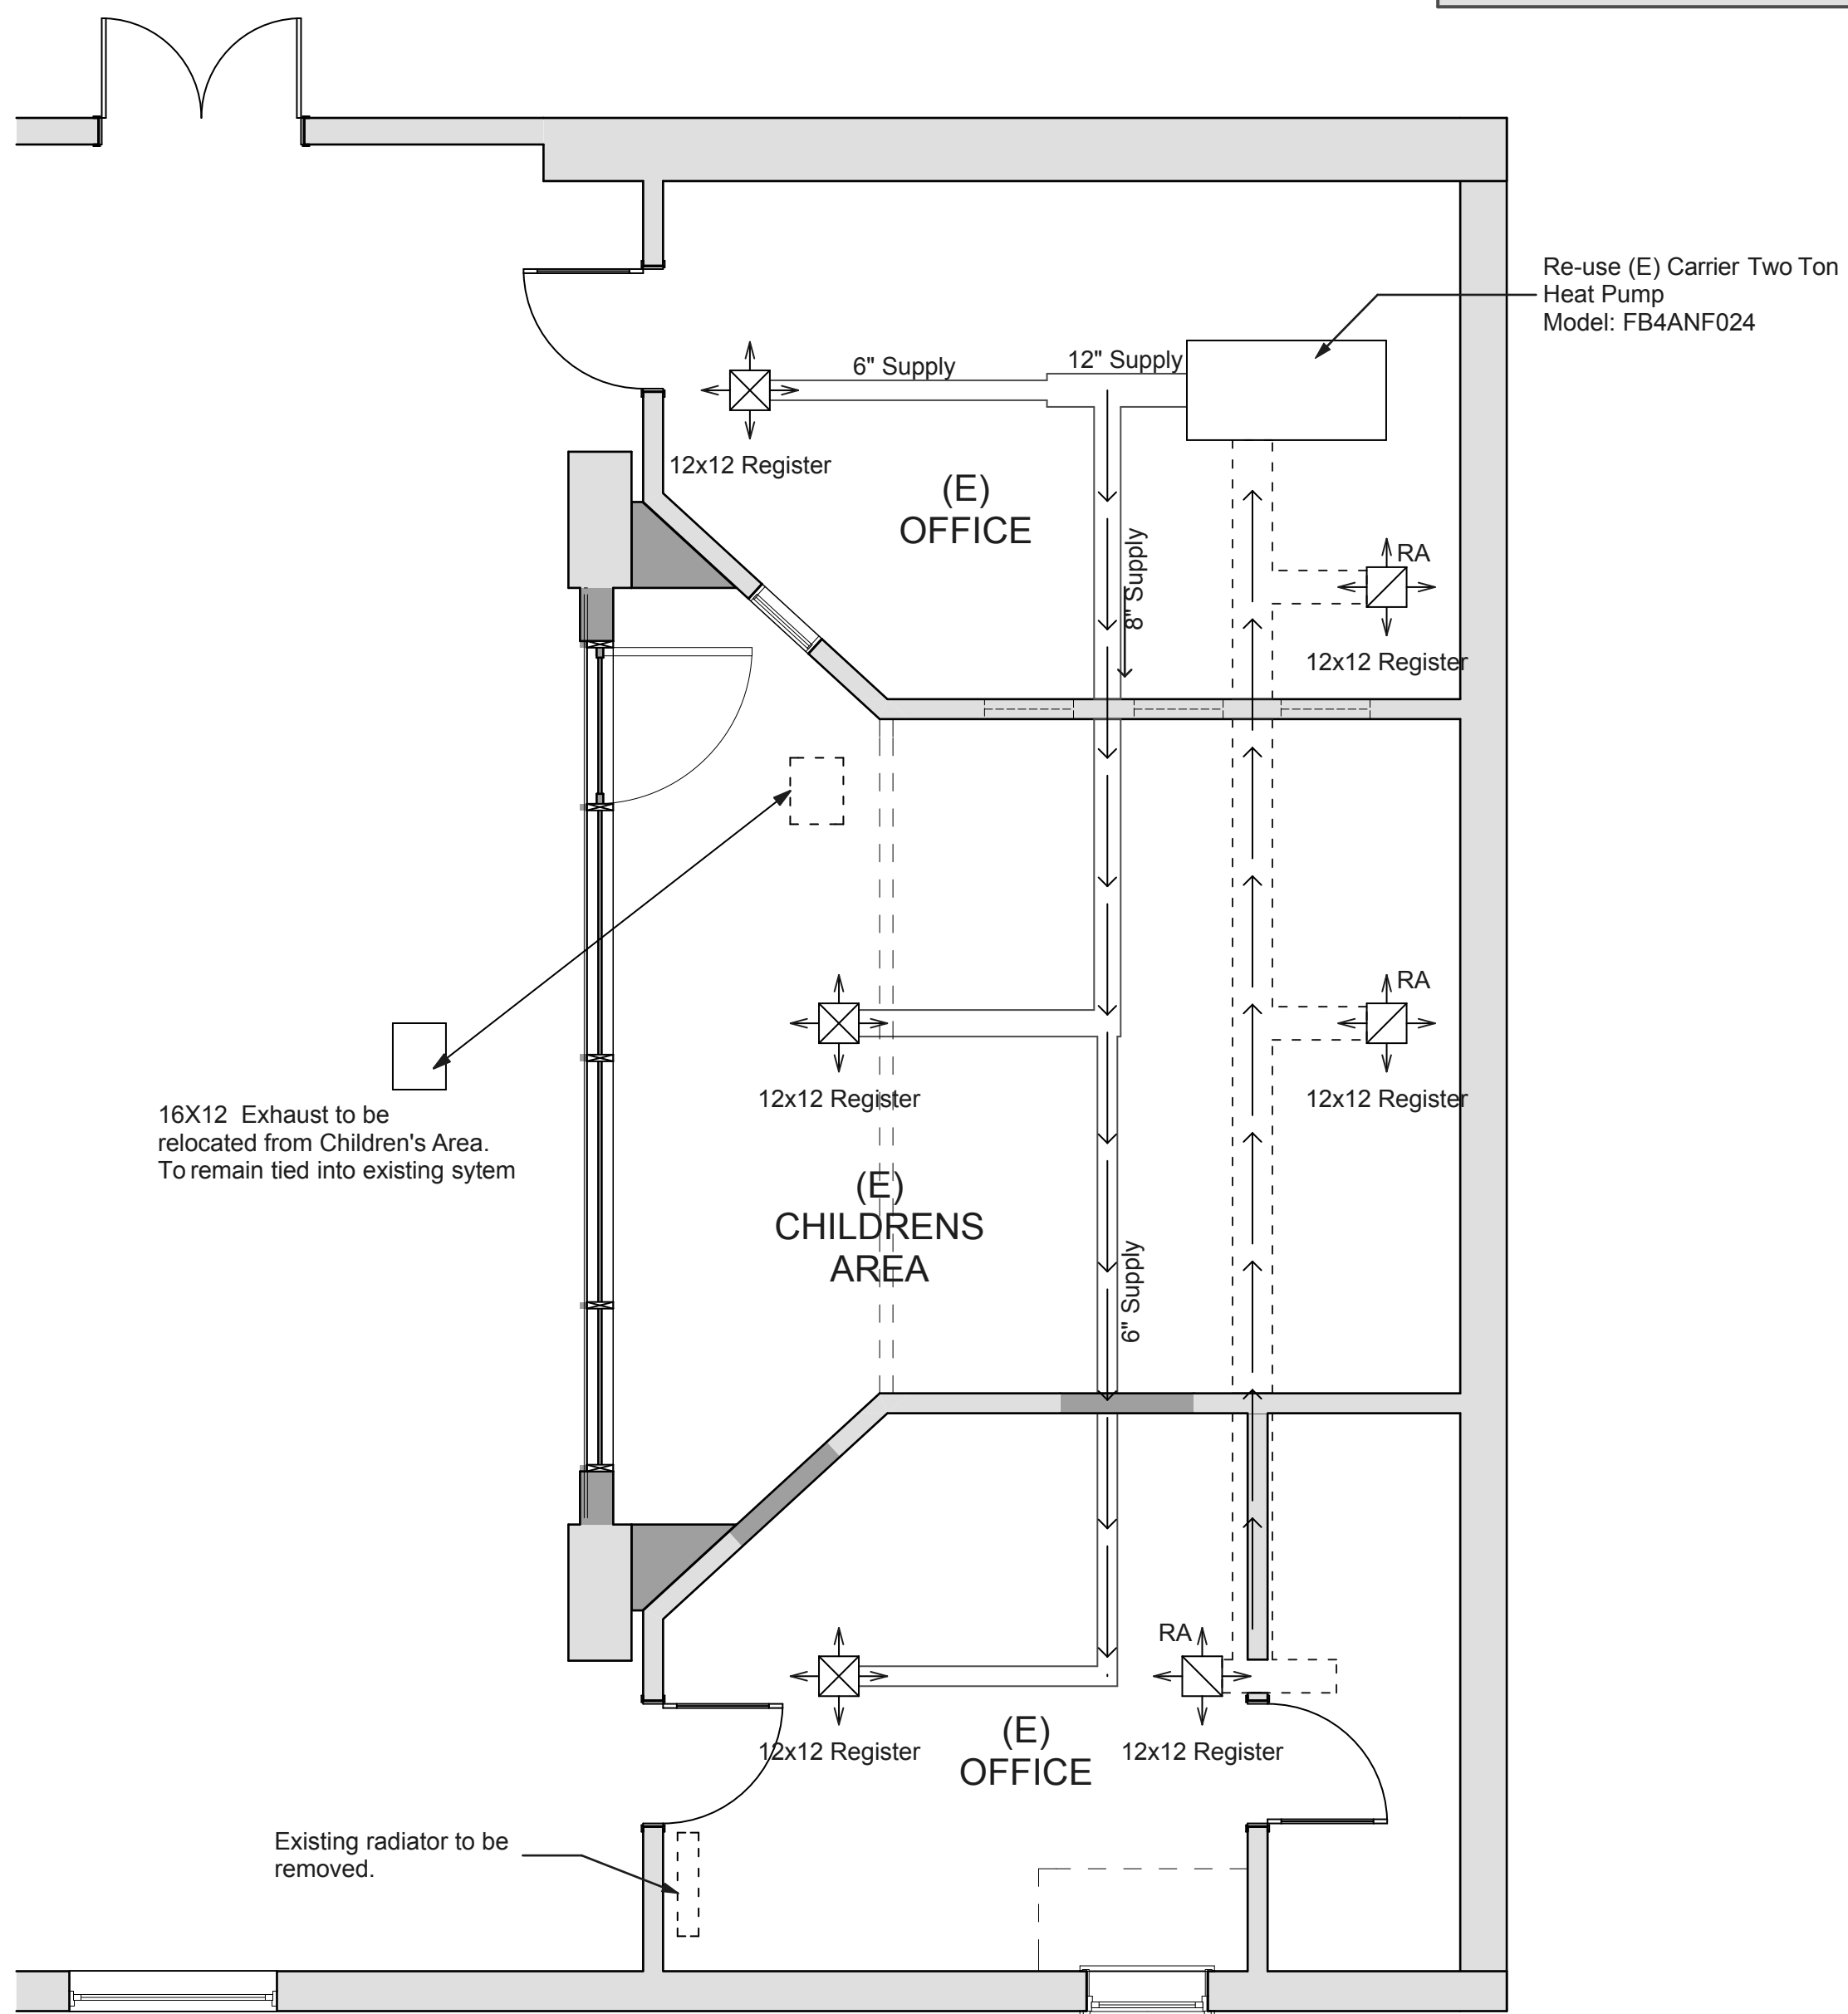 Re-use (E) Carrier Two Ton
Heat Pump
Model: FB4ANF024
6" Supply
12" Supply
12x12 Register
(E)
OFFICE
8" Supply
RA
12x12 Register
RA
12x12 Register
12x12 Register
16X12 Exhaust to be
relocated from Children's Area.
To remain tied into existing sytem
(E)
CHILDRENS
AREA
6" Supply
RA
12x12 Register
12x12 Register
(E)
OFFICE
Existing radiator to be
removed.